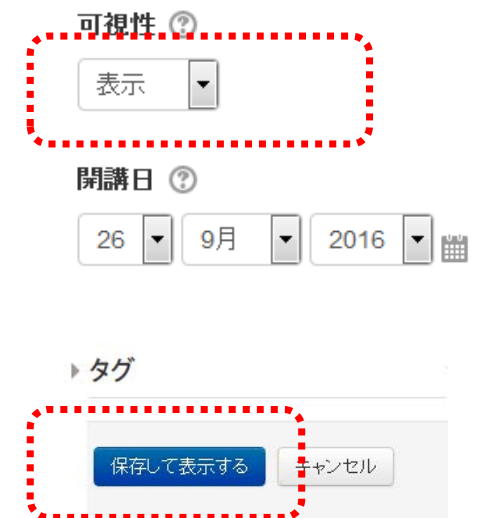 可視性 ?
表示
開講日 ?
26 9月 2016
タグ
保存して表示する キャンセル